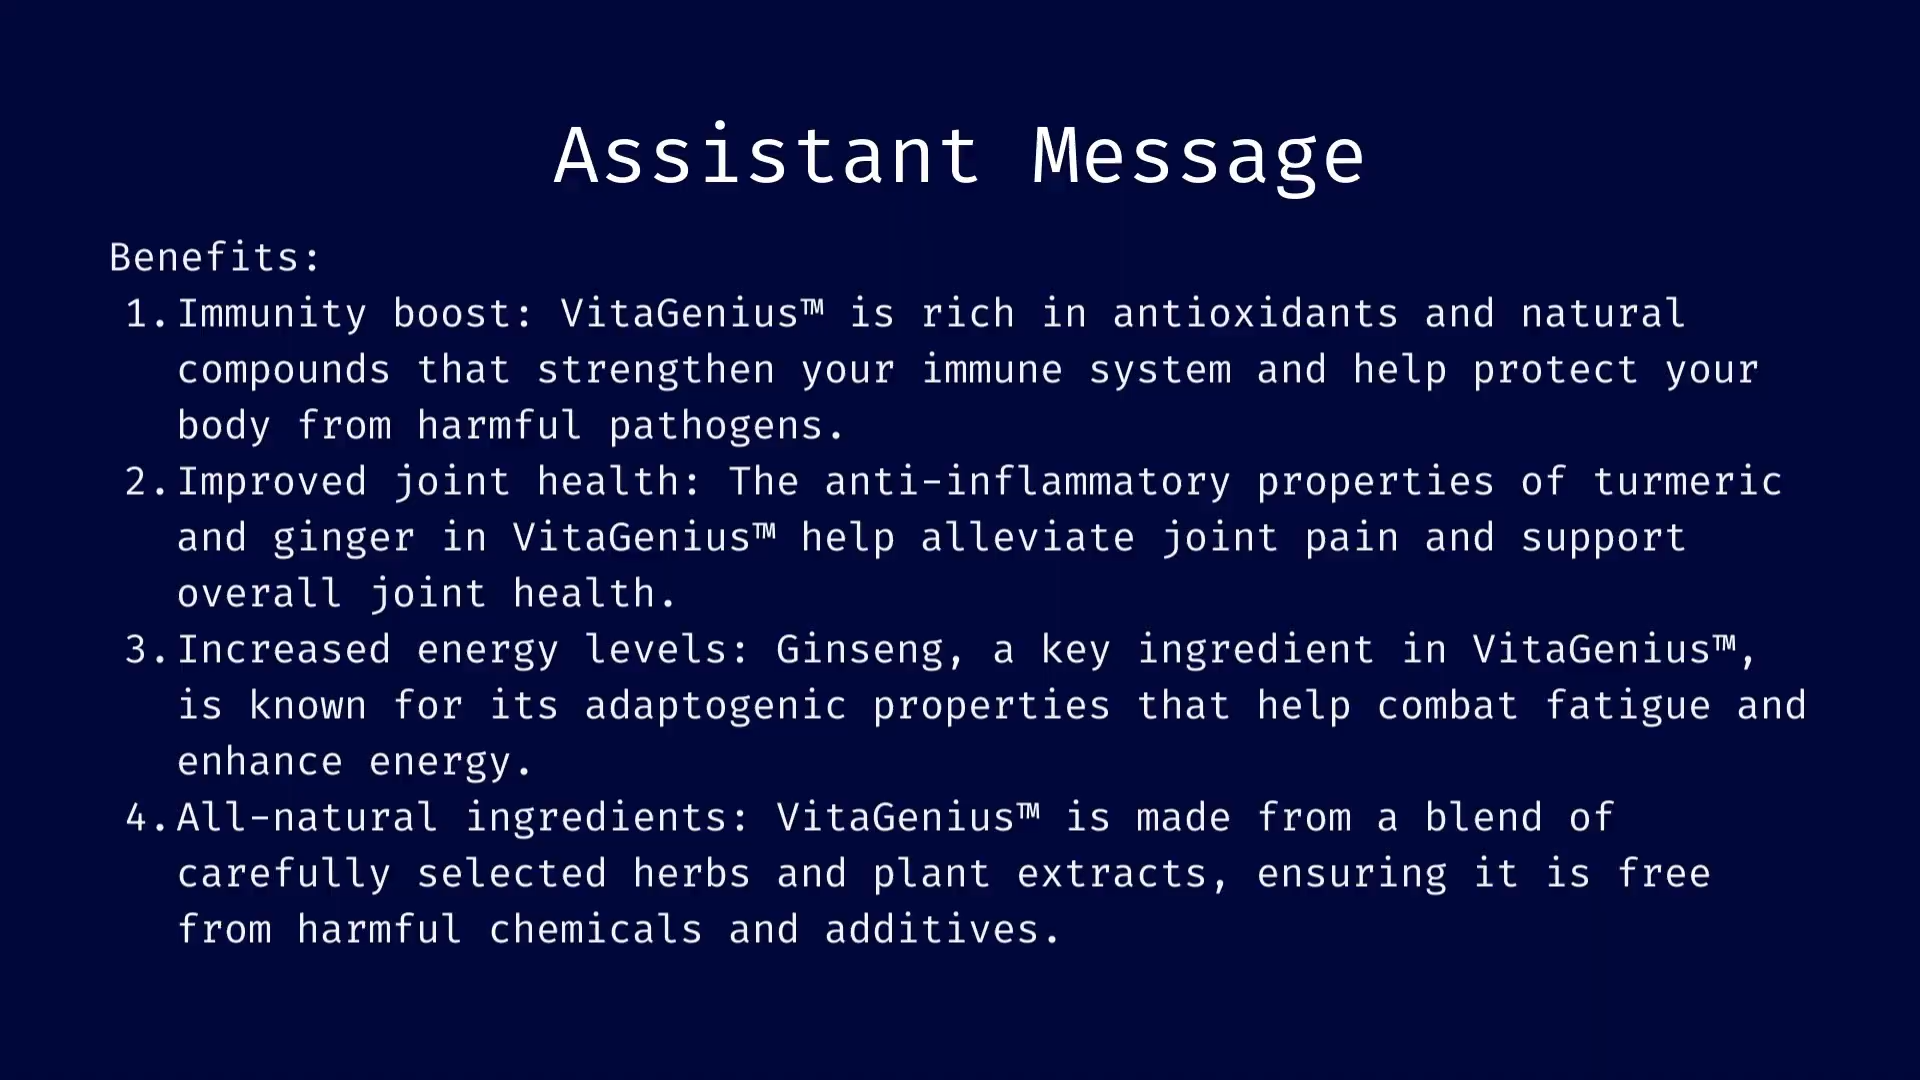 Assistant Message
Benefits:
1. Immunity boost: VitaGenius™ is rich in antioxidants and natural
compounds that strengthen your immune system and help protect your
body from harmful pathogens.
2. Improved joint health: The anti-inflammatory properties of turmeric
and ginger in VitaGenius™ help alleviate joint pain and support
overall joint health.
3. Increased energy levels: Ginseng, a key ingredient in VitaGenius™,
is known for its adaptogenic properties that help combat fatigue and
enhance energy.
4. All-natural ingredients: VitaGenius™ is made from a blend of
carefully selected herbs and plant extracts, ensuring it is free
from harmful chemicals and additives.